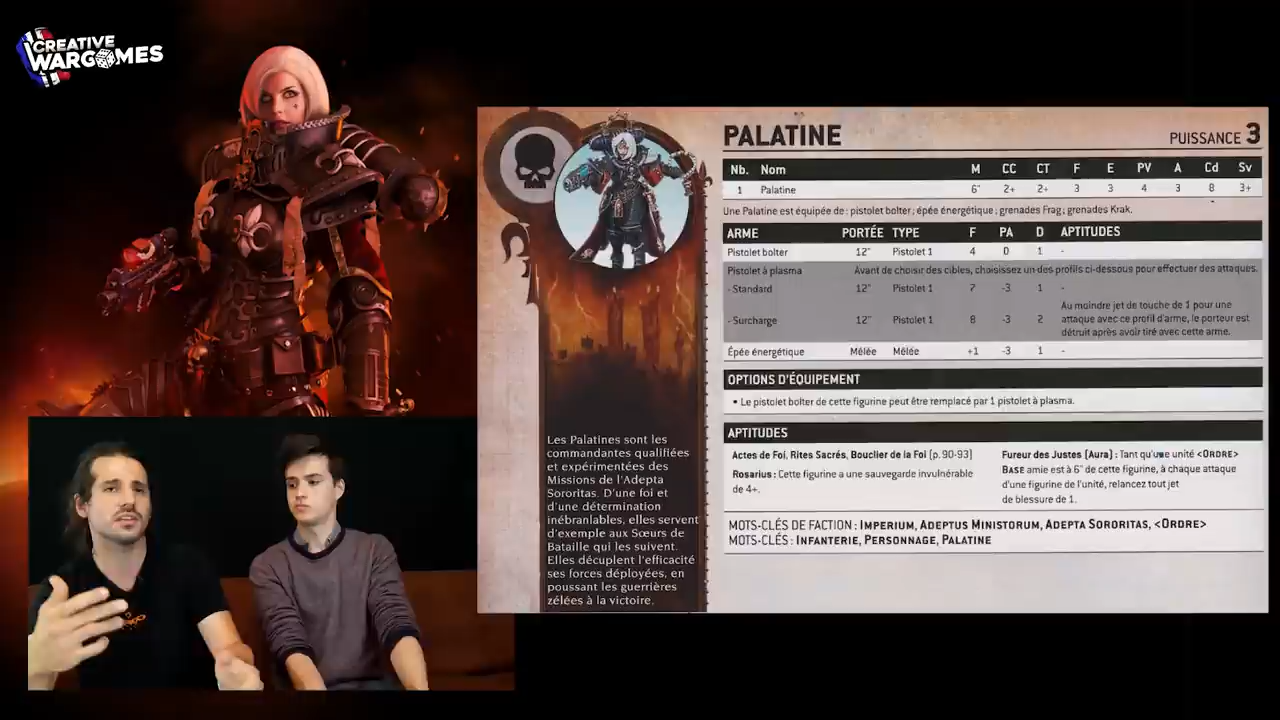 CREATIVE
WARGAMES
PALATINE
PUISSANCE 3
Nb. Nom M CC CT F E PV A Cd Sv
1 Palatine 6" 2+ 2+ 3 3 4 3 8 3+
Une Palatine est équipée de : pistolet bolter ; épée énergétique ; grenades Frag ; grenades Krak.
ARME PORTÉE TYPE F PA D APTITUDES
Pistolet bolter 12" Pistolet 1 4 0 1 -
Pistolet à plasma Avant de choisir des cibles, choisissez un des profils ci-dessous pour effectuer des attaques.
- Standard 12" Pistolet 1 7 -3 1 -
- Surcharge 12" Pistolet 1 8 -3 2 Au moindre jet de touche de 1 pour une
attaque avec ce profil d'arme, le porteur est
détruit après avoir tiré avec cette arme.
Épée énergétique Mêlée Mêlée +1 -3 1 -
OPTIONS D'ÉQUIPEMENT
• Le pistolet bolter de cette figurine peut être remplacé par 1 pistolet à plasma.
APTITUDES
Actes de Foi, Rites Sacrés, Bouclier de la Foi (p.90-93)
Rosarius : Cette figurine a une sauvegarde invulnérable
de 4+.
Fureur des Justes (Aura) : Tant qu'une unité <ORDRE>
BASE amie est à 6" de cette figurine, à chaque attaque
d'une figurine de l'unité, relancez tout jet
de blessure de 1.
MOTS-CLÉS DE FACTION : IMPERIUM, ADEPTUS MINISTORUM, ADEPTA SORORITAS, <ORDRE>
MOTS-CLÉS : INFANTERIE, PERSONNAGE, PALATINE
Les Palatines sont les
commandantes qualifiées
et expérimentées des
Missions de l'Adepta
Sororitas. D'une foi et
d'une détermination
inébranlables, elles servent
d'exemple aux Sœurs de
Bataille qui les suivent.
Elles décuplent l'efficacité
ses forces déployées, en
poussant les guerrières
zélées à la victoire.